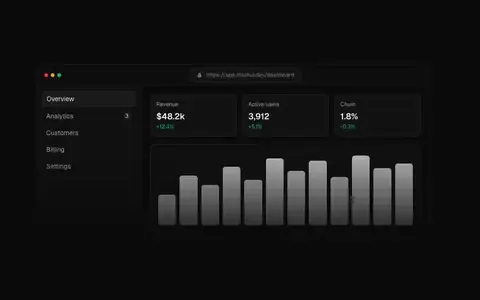 Overview
Analytics 3
Customers
Billing
Settings
Revenue
$48.2k
Active users
3,912
Churn
1.8%